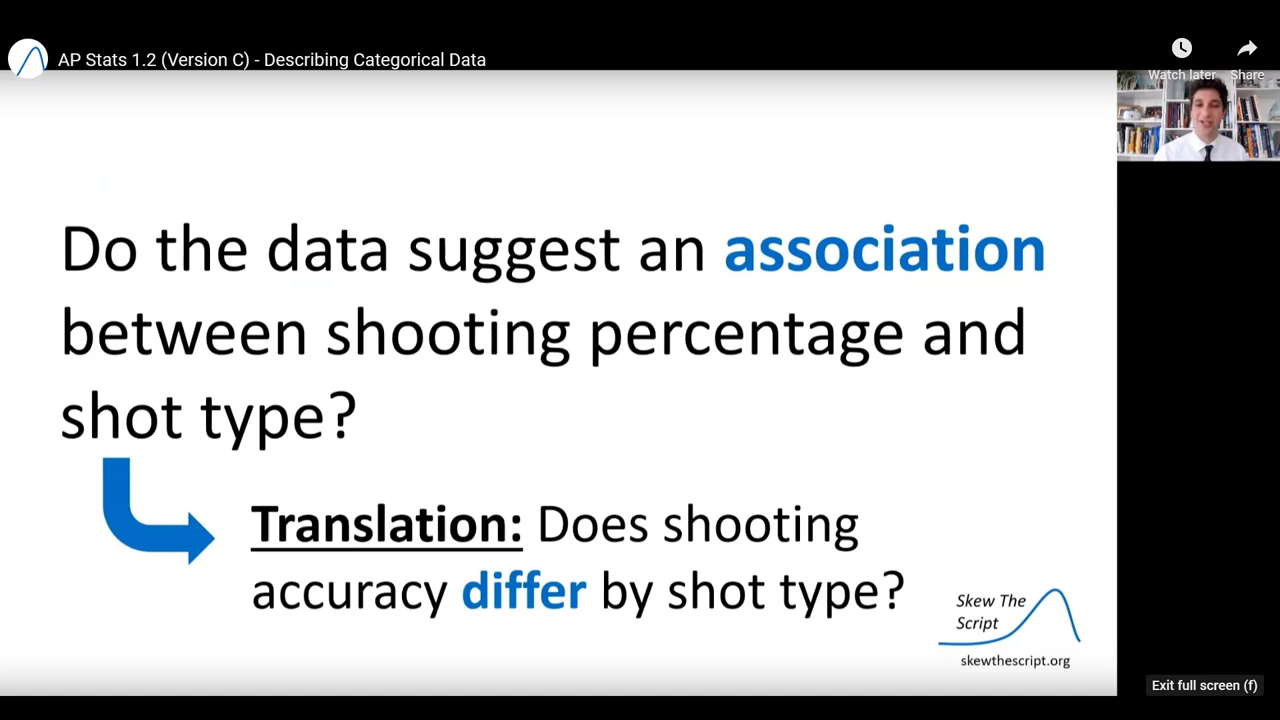 AP Stats 1.2 (Version C) - Describing Categorical Data
Watch later
Share
Do the data suggest an association
between shooting percentage and
shot type?
Translation: Does shooting
accuracy differ by shot type?
Skew The
Script
skewthescript.org
Exit full screen (f)